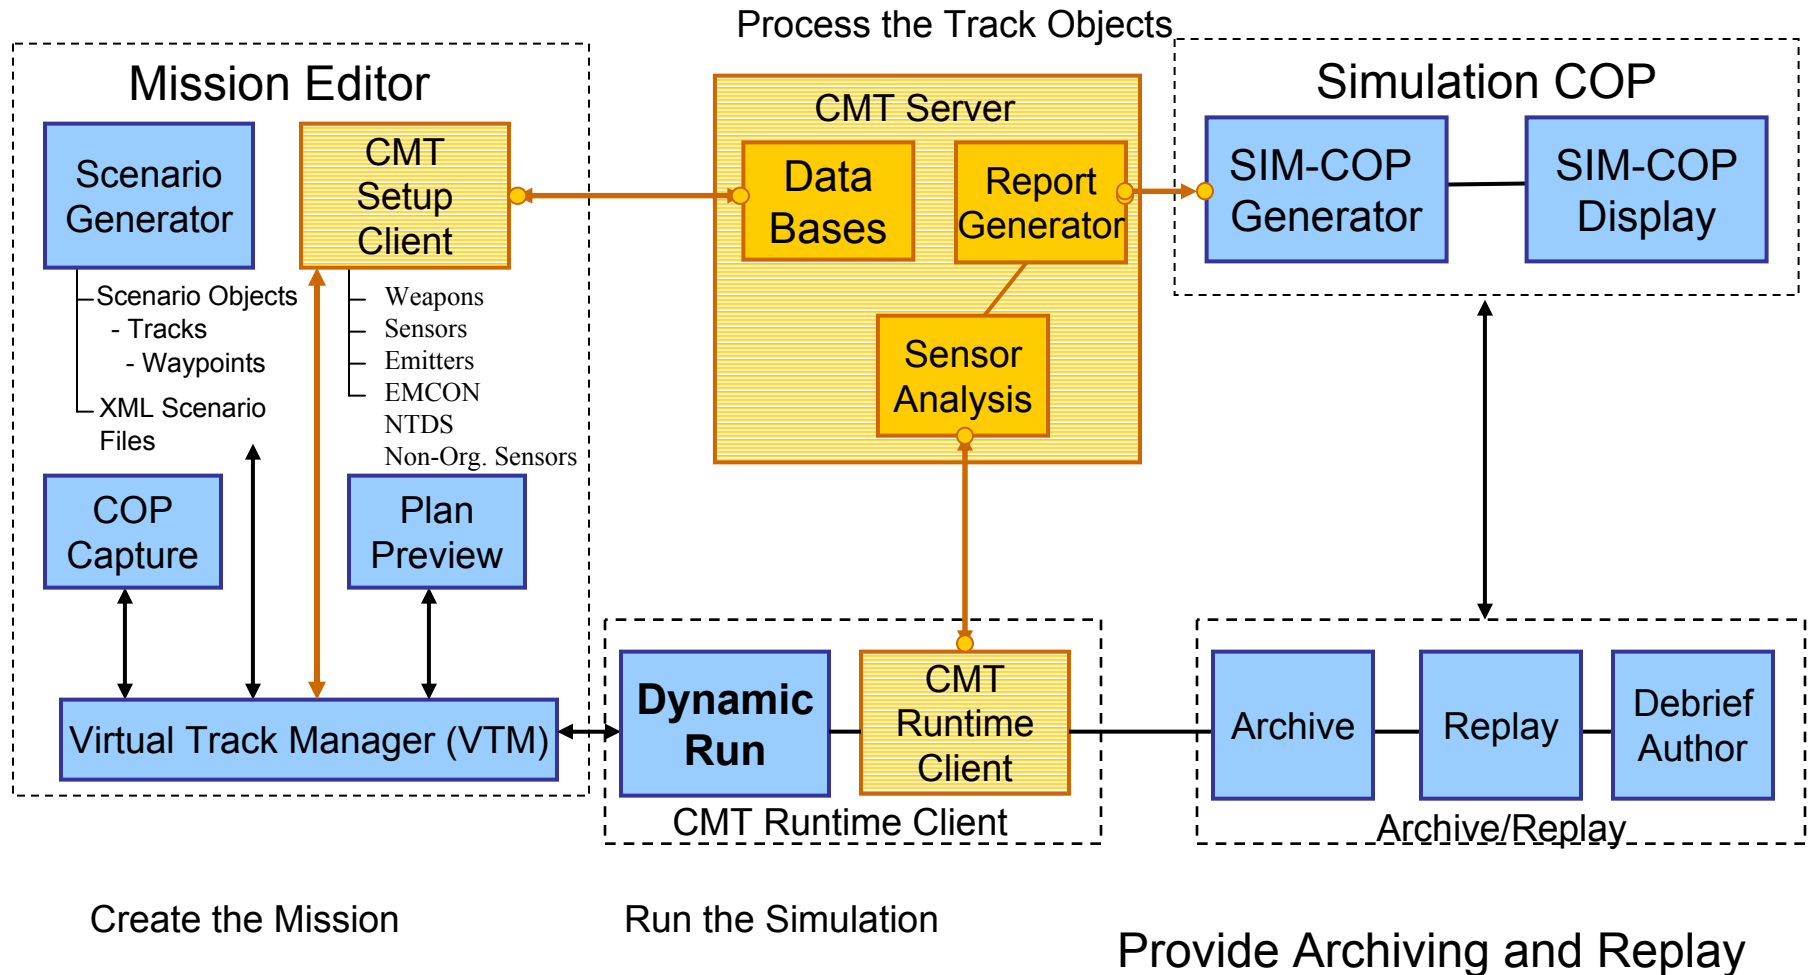 Process the Track Objects
Mission Editor
Scenario
Generator
CMT
Setup
Client
Scenario Objects
- Tracks
- Waypoints
XML Scenario
Files
Weapons
Sensors
Emitters
EMCON
NTDS
Non-Org. Sensors
COP
Capture
Plan
Preview
Virtual Track Manager (VTM)
CMT Server
Data
Bases
Report
Generator
Sensor
Analysis
Simulation COP
SIM-COP
Generator
SIM-COP
Display
Dynamic
Run
CMT
Runtime
Client
CMT Runtime Client
Archive
Replay
Debrief
Author
Archive/Replay
Create the Mission
Run the Simulation
Provide Archiving and Replay